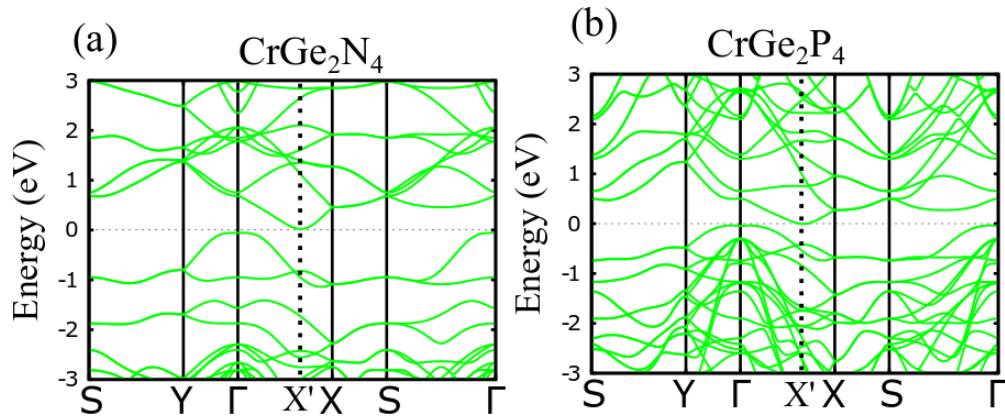 (a)
CrGe₂N₄
Energy (eV)
3
2
1
0
-1
-2
-3
S Y Γ X' X S Γ
(b)
CrGe₂P₄
Energy (eV)
3
2
1
0
-1
-2
-3
S Y Γ X' X S Γ